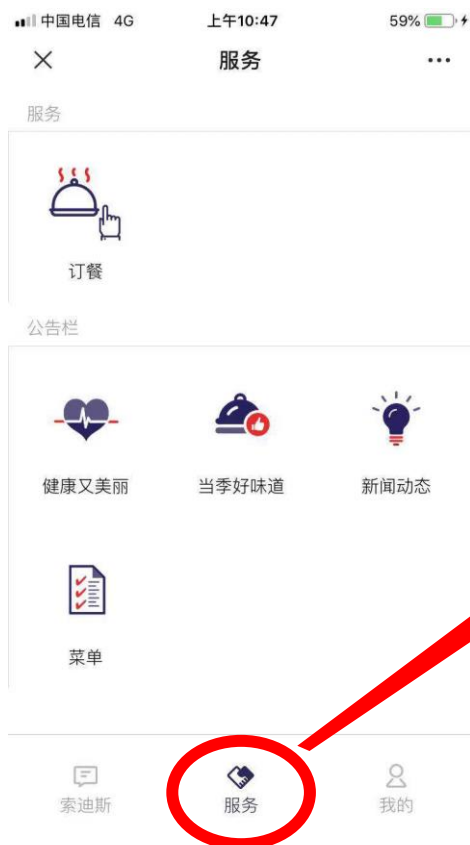 中国电信 4G 上午10:47 59%
服务
服务
订餐
公告栏
健康又美丽 当季好味道 新闻动态
菜单
索迪斯 服务 我的